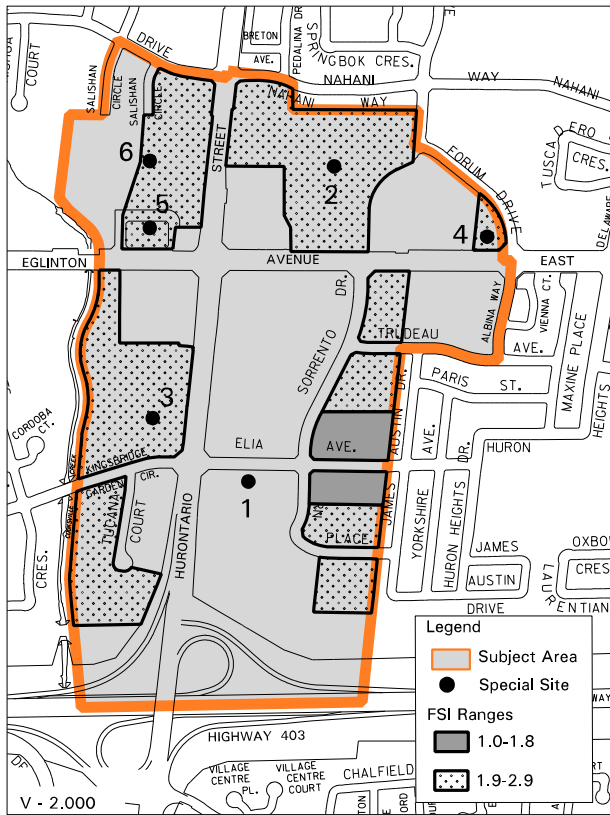 DRIVE
COURT
SALISHAN
CIRCLE
SALISHAN
CIRCLE
BRETON
AVE.
PEDALINA DR
SPRINGBOK CRES.
NAHANI WAY
NAHANI
NAHANI WAY
STREET
FORUM DRIVE
TUSCA
ERO
CRES.
DELAWARE
6
5
2
4
EGLINTON AVENUE EAST
DR.
SORRENTO
TRUDEAU
AVE.
ALBINA WAY
VIENNA CT.
MAXINE PLACE
PARIS ST.
3
CORDOBA
CT.
ELIA AVE.
AUSTIN DR.
AVE.
DR.
HURON
HEIGHTS
KINGSBRIDGE
GARDEN CIR.
1
TUCANA
COURT
HURONTARIO
PLACE
JAMES
YORKSHIRE
HURON HEIGHTS
JAMES
AUSTIN
DRIVE
OXBOW
CRES
LAURENTIAN
CRES.
Legend
Subject Area
Special Site
FSI Ranges
1.0-1.8
1.9-2.9
WAY
HIGHWAY 403
VILLAGE
CENTRE
PL.
VILLAGE
CENTRE
COURT
CHALFIELD
V - 2.000